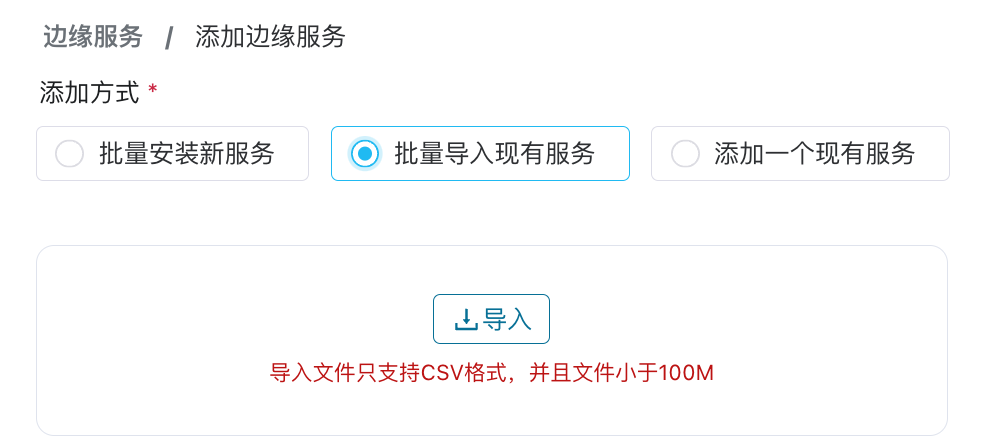 边缘服务 / 添加边缘服务
添加方式 *
批量安装新服务 批量导入现有服务 添加一个现有服务
导入
导入文件只支持CSV格式，并且文件小于100M